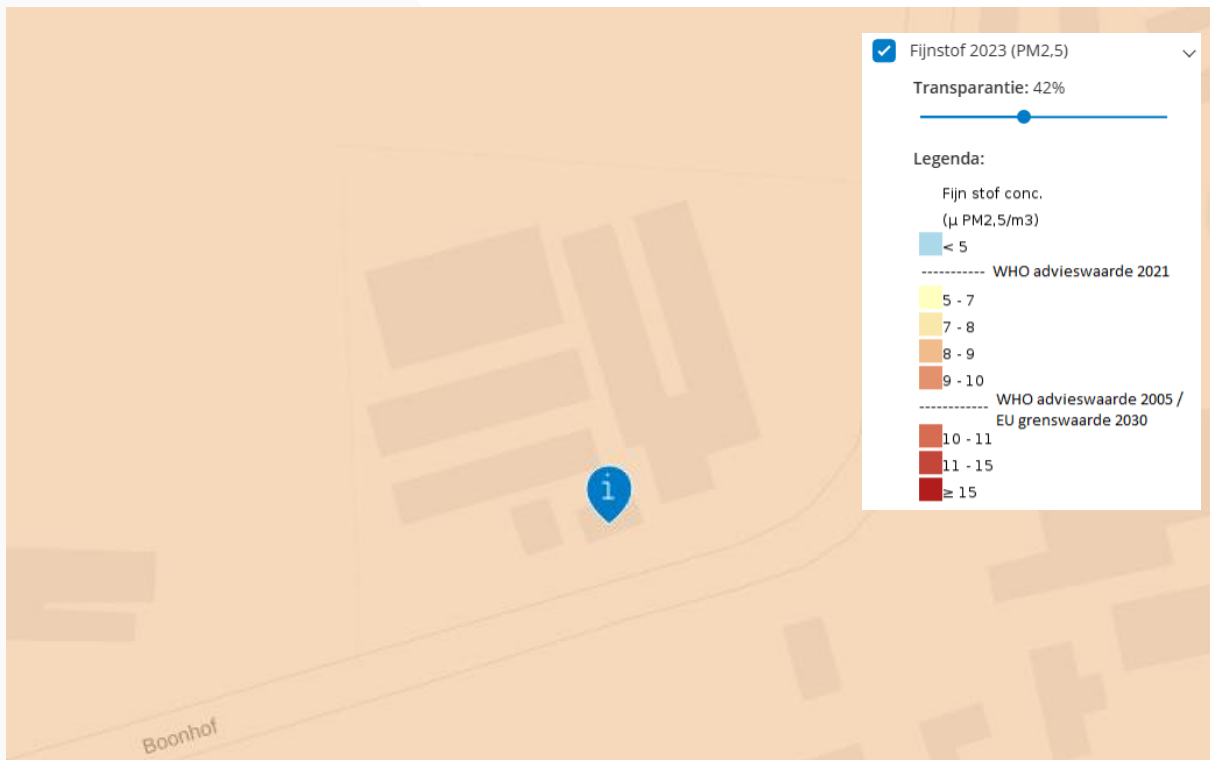 Fijnstof 2023 (PM2,5)
Transparantie: 42%
Legenda:
Fijn stof conc.
(µ PM2,5/m3)
< 5
----------- WHO advieswaarde 2021
5 - 7
7 - 8
8 - 9
9 - 10
------------ WHO advieswaarde 2005 /
EU grenswaarde 2030
10 - 11
11 - 15
≥ 15
i
Boonhof